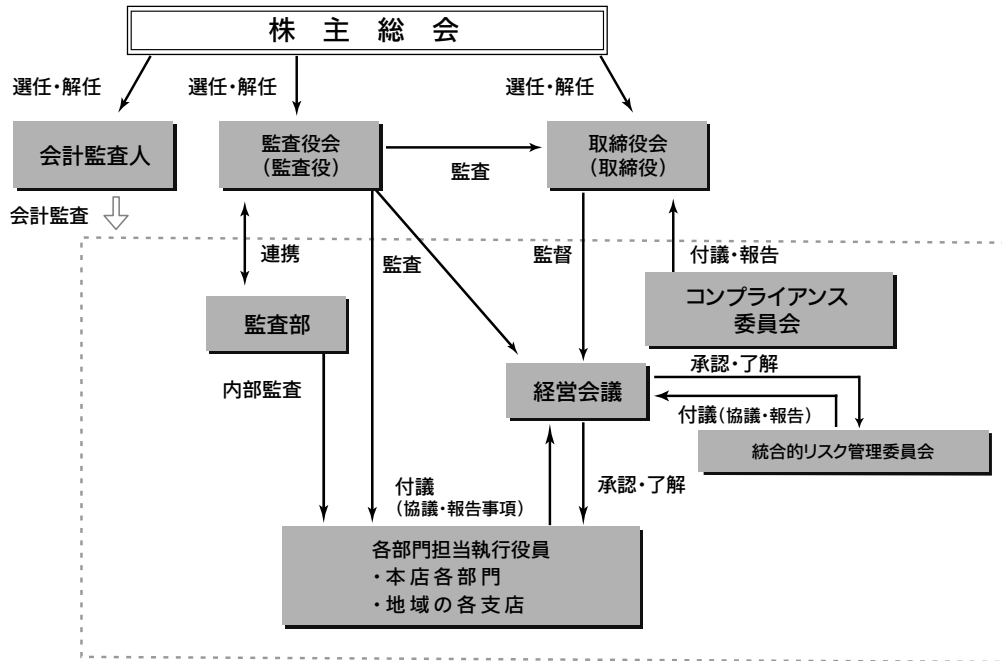 株主総会
選任・解任
選任・解任
選任・解任
会計監査人
監査役会
(監査役)
取締役会
(取締役)
監査
会計監査
連携
監査
監督
付議・報告
コンプライアンス
委員会
監査部
内部監査
経営会議
承認・了解
付議(協議・報告)
統合的リスク管理委員会
付議
(協議・報告事項)
承認・了解
各部門担当執行役員
・本店各部門
・地域の各支店